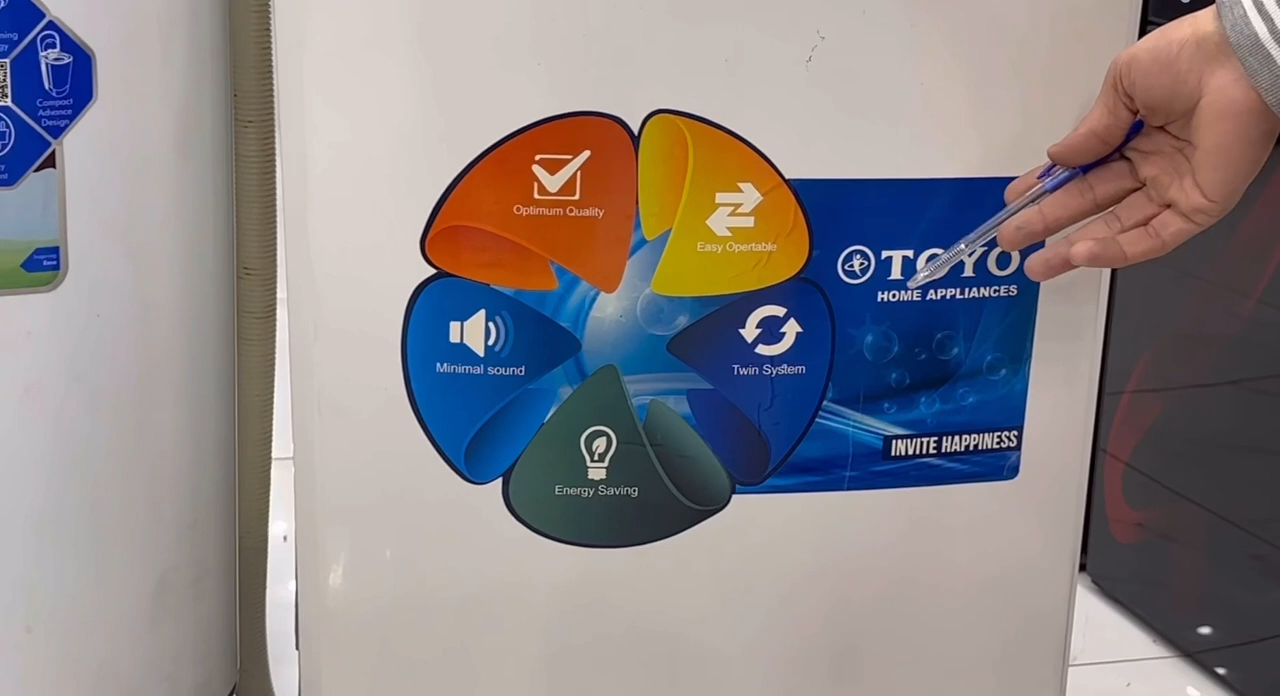 Compact
Advance
Design
Optimum Quality
Easy Opertable
TOYO
HOME APPLIANCES
Minimal sound
Twin System
INVITE HAPPINESS
Energy Saving